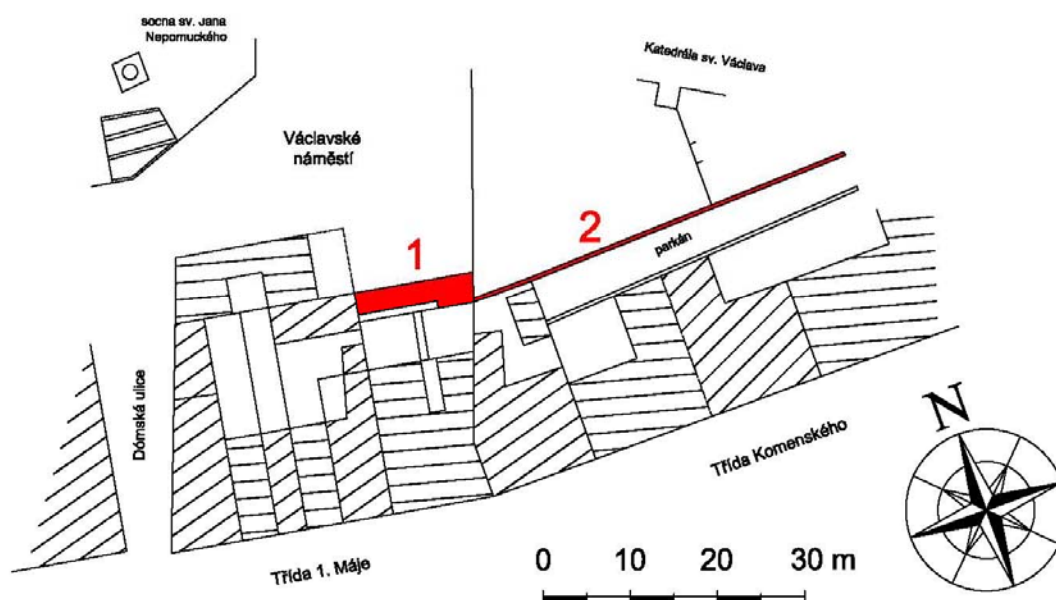 socna sv. Jana
Nepomuckého
Katedrála sv. Václava
Václavské
náměstí
1
2
parkán
Dómská ulice
Třída Komenského
Třída 1. Máje
N
0 10 20 30 m